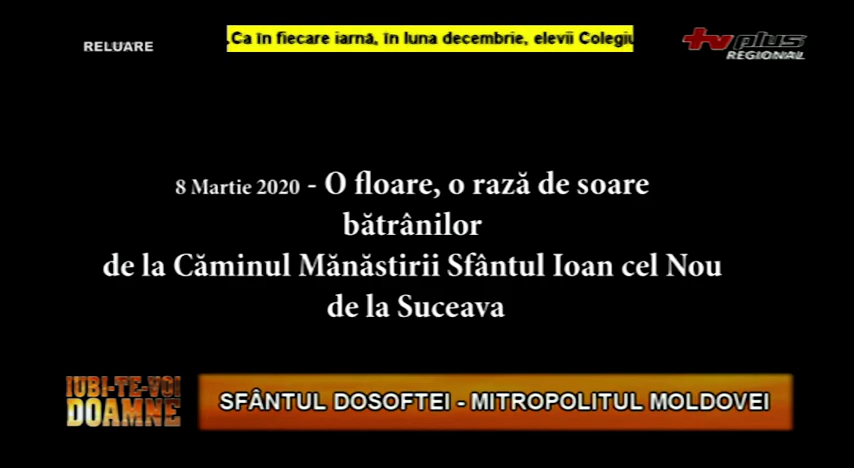 RELUARE
.Ca în fiecare iarnă, în luna decembrie, elevii Colegiu
tv plus
REGIONAL
8 Martie 2020 - O floare, o rază de soare
bătrânilor
de la Căminul Mănăstirii Sfântul Ioan cel Nou
de la Suceava
IUBI-TE-VOI
DOAMNE
SFÂNTUL DOSOFTEI - MITROPOLITUL MOLDOVEI